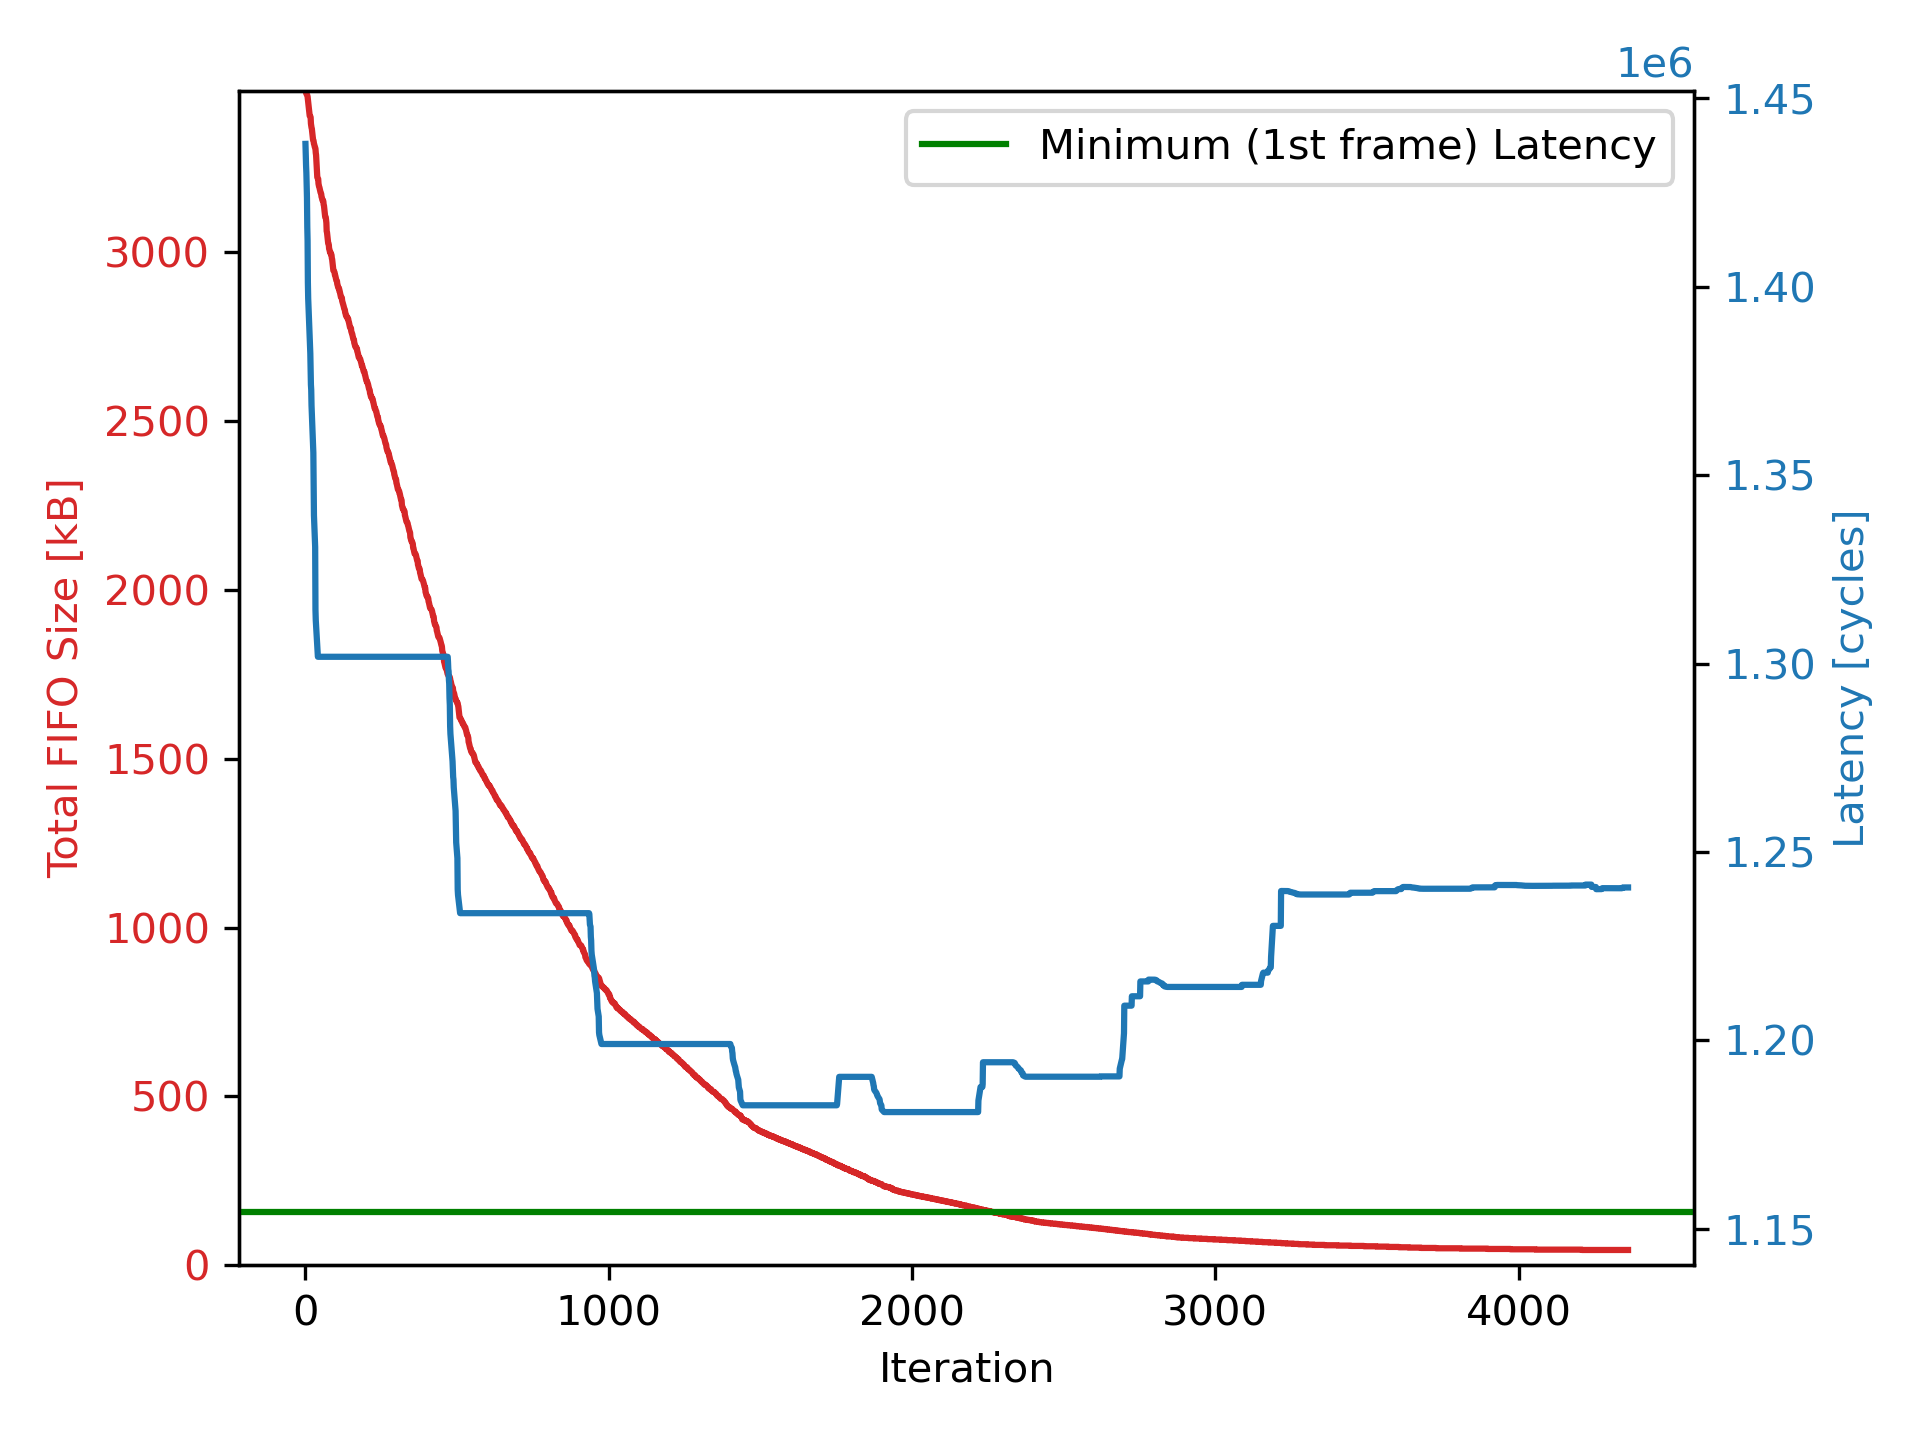 1e6
Minimum (1st frame) Latency
Total FIFO Size [kB]
3000
2500
2000
1500
1000
500
0
1.45
1.40
1.35
1.30
1.25
1.20
1.15
Latency [cycles]
0 1000 2000 3000 4000
Iteration